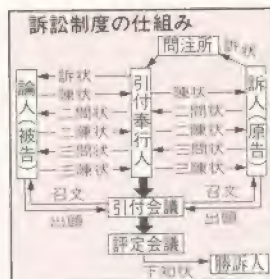 訴訟制度の仕組み
問注所
訴状
論人(被告)
訴状
陳状
二問状
二陳状
三問状
三陳状
引付奉行人
陳状
二問状
二陳状
三問状
三陳状
訴人(原告)
召文
出頭
引付会議
召文
出頭
評定会議
下知状
勝訴人